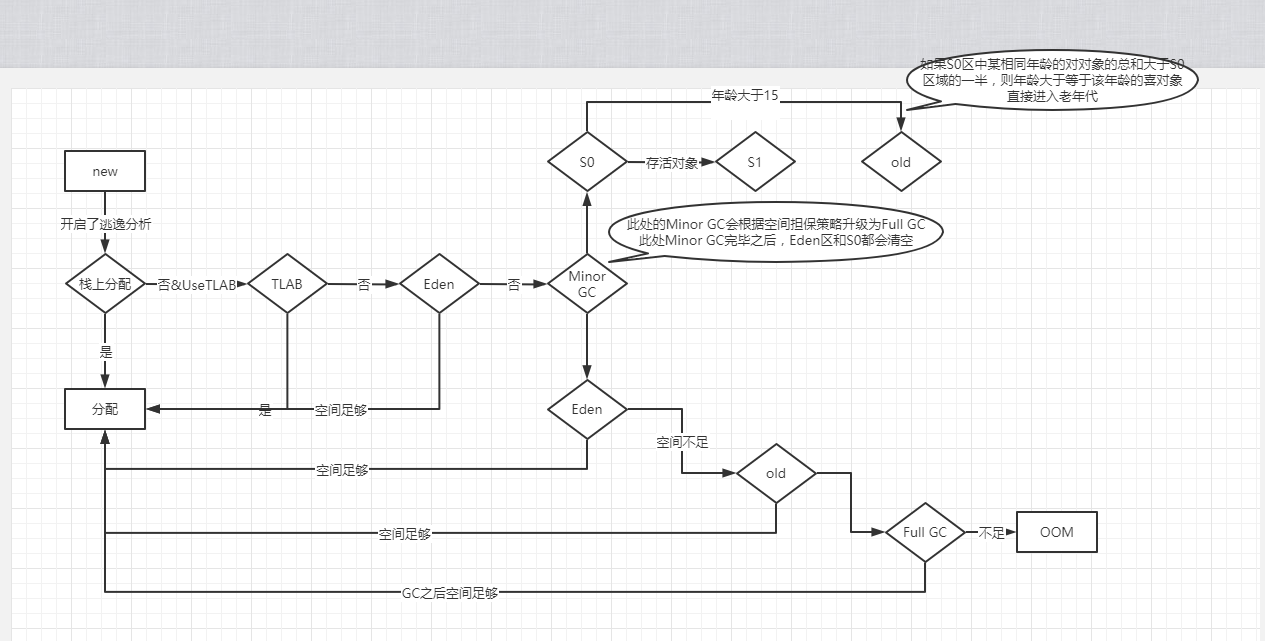 如果S0区中某相同年龄的对对象的总和大于S0
区域的一半，则年龄大于等于该年龄的喜对象
直接进入老年代
年龄大于15
new
S0
存活对象
S1
old
开启了逃逸分析
此处的Minor GC会根据空间担保策略升级为Full GC
此处Minor GC完毕之后，Eden区和S0都会清空
栈上分配
否&UseTLAB
TLAB
否
Eden
否
Minor
GC
是
分配
是
空间足够
Eden
空间不足
空间足够
old
空间足够
Full GC
不足
OOM
GC之后空间足够